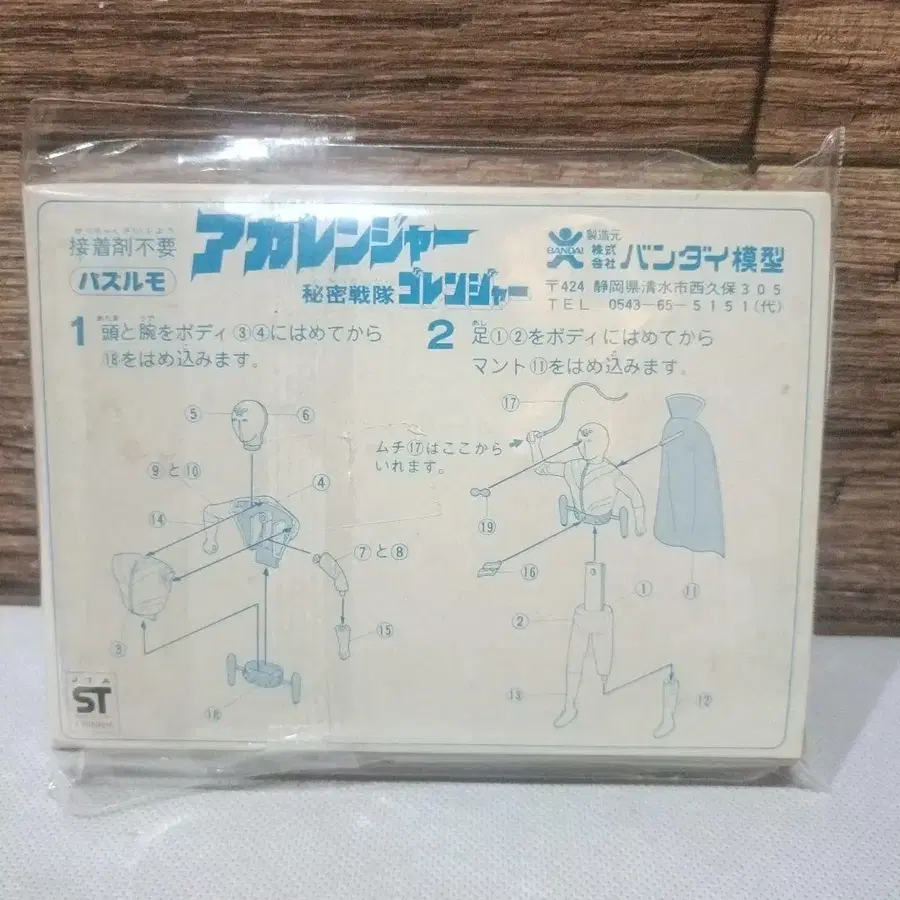 せっちゃくざいふよう
接着剤不要
パズルモ
アカレンジャー
秘密戦隊 ゴレンジャー
BANDAI
製造元
株式会社 バンダイ模型
〒424 静岡県清水市西久保305
TEL 0543-65-5151(代)
1 頭と腕をボディ③④にはめてから
⑱をはめ込みます。
2 足①②をボディにはめてから
マント⑪をはめ込みます。
⑤
⑥
⑨と⑩
④
⑭
⑦と⑧
③
⑮
⑱
⑰
ムチ⑰はここから
いれます。
⑲
⑯
①
⑪
②
⑬
⑫
ST